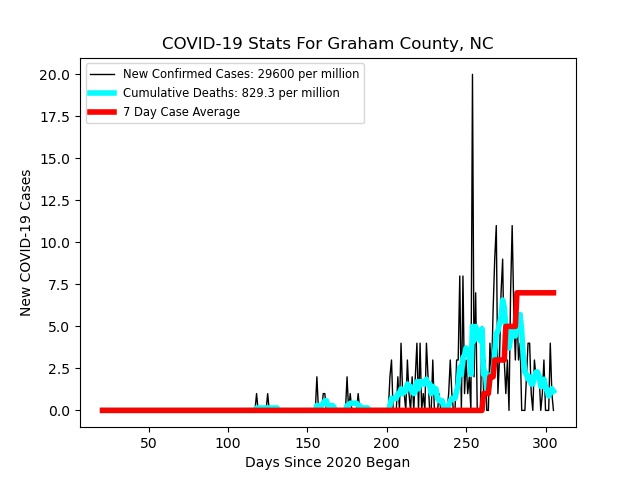 COVID-19 Stats For Graham County, NC
New Confirmed Cases: 29600 per million
Cumulative Deaths: 829.3 per million
7 Day Case Average
20.0
17.5
15.0
12.5
10.0
7.5
5.0
2.5
0.0
New COVID-19 Cases
50
100
150
200
250
300
Days Since 2020 Began